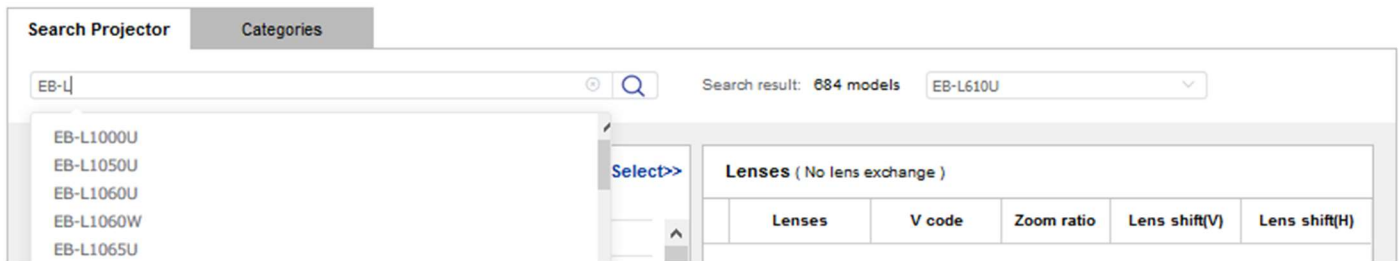 Search Projector Categories
EB-L Search result: 684 models EB-L610U
EB-L1000U
EB-L1050U
EB-L1060U
EB-L1060W
EB-L1065U
Select>>
Lenses ( No lens exchange )
Lenses V code Zoom ratio Lens shift(V) Lens shift(H)